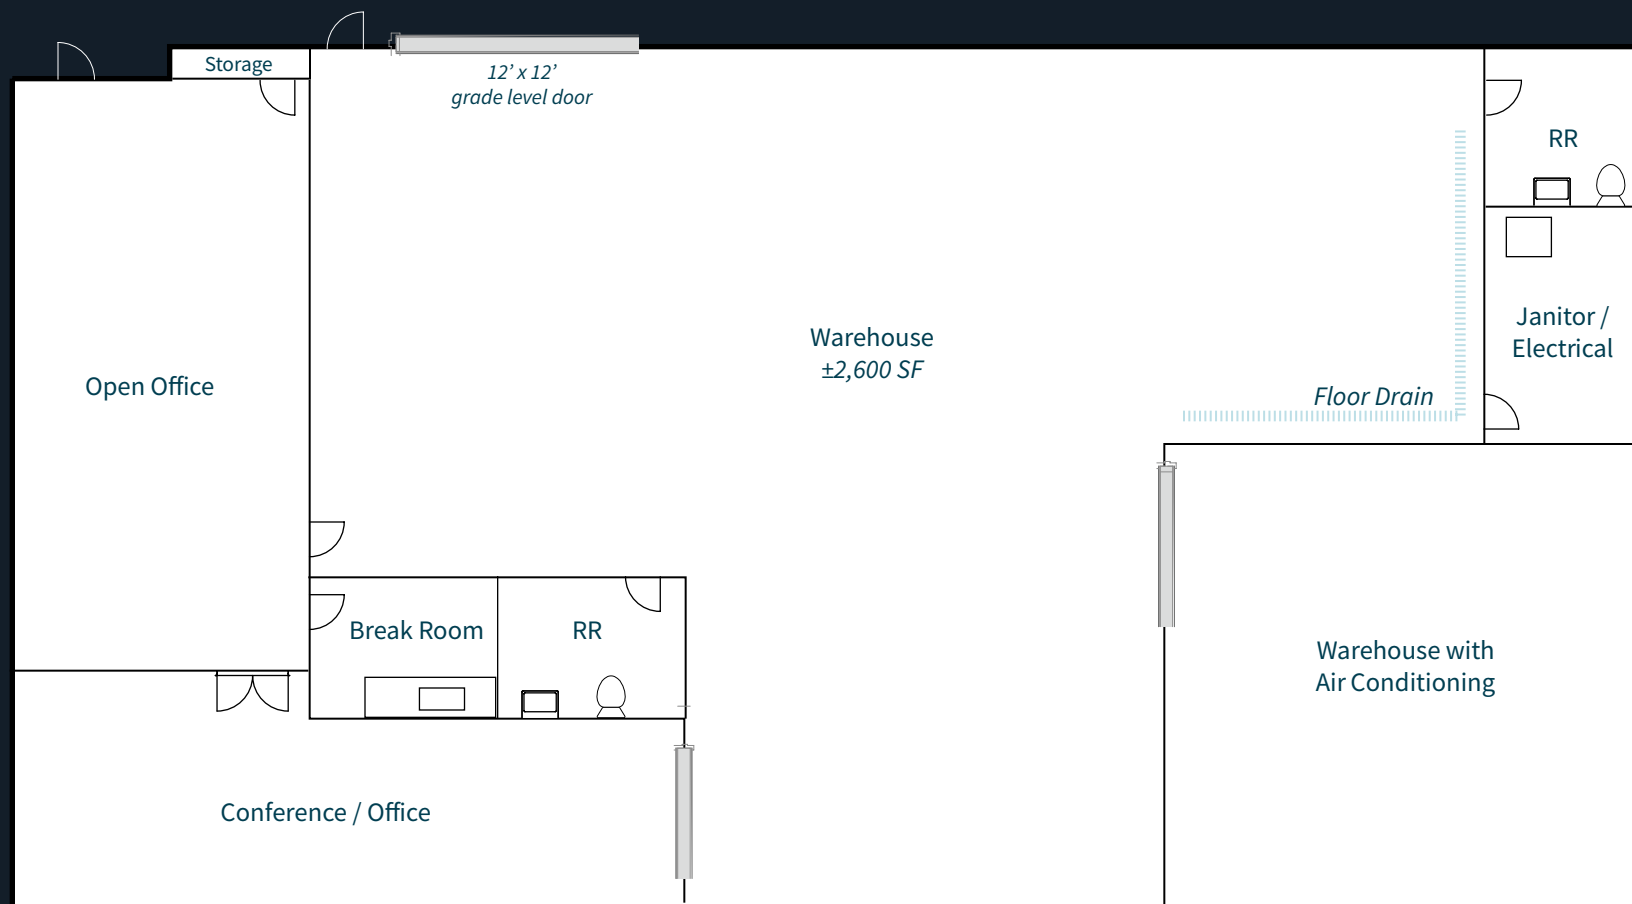 Storage
12’ x 12’
grade level door
RR
Warehouse
±2,600 SF
Janitor /
Electrical
Open Office
Floor Drain
Break Room
RR
Warehouse with
Air Conditioning
Conference / Office